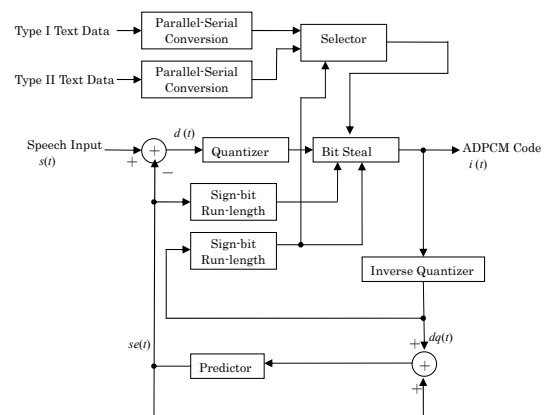 Type I Text Data
Parallel-Serial
Conversion
Selector
Type II Text Data
Parallel-Serial
Conversion
d (t)
Speech Input
s(t)
+
−
Quantizer
Bit Steal
ADPCM Code
i (t)
Sign-bit
Run-length
Sign-bit
Run-length
Inverse Quantizer
se(t)
+
dq(t)
Predictor
+
+